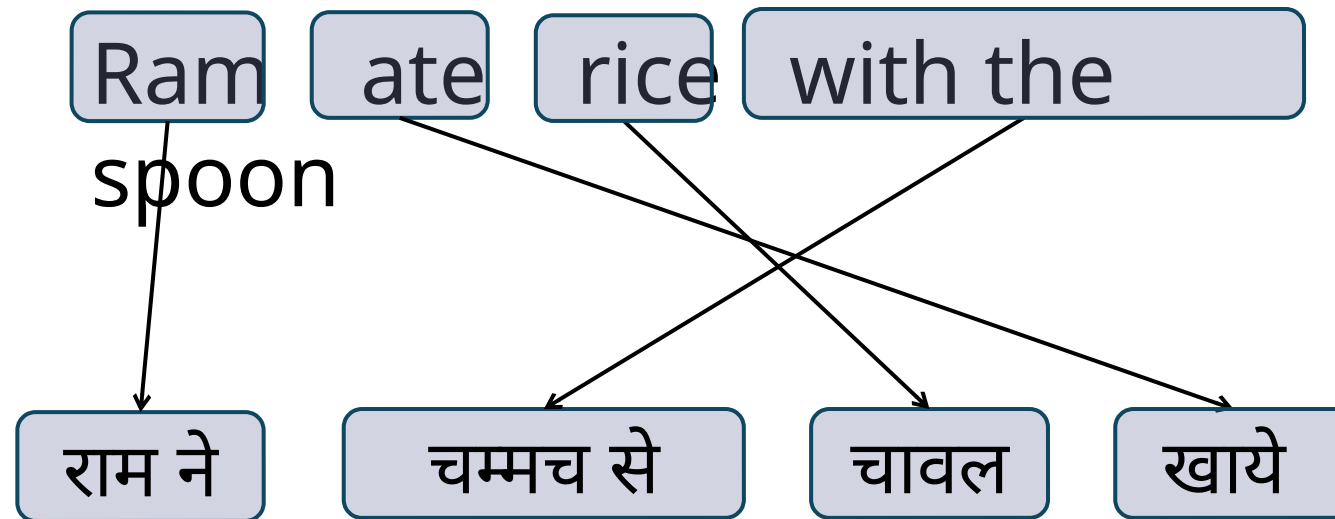 Ram ate rice with the
spoon
राम ने चम्मच से चावल खाये